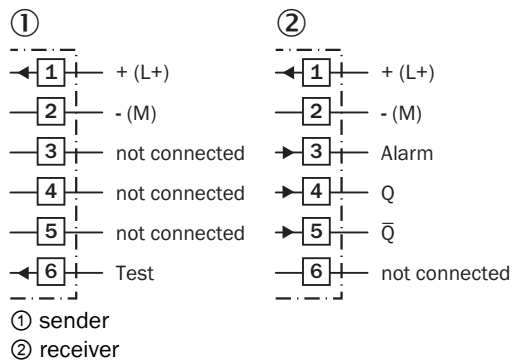 ①
1 + (L+)
2 - (M)
3 not connected
4 not connected
5 not connected
6 Test
②
1 + (L+)
2 - (M)
3 Alarm
4 Q
5 Q̅
6 not connected
① sender
② receiver